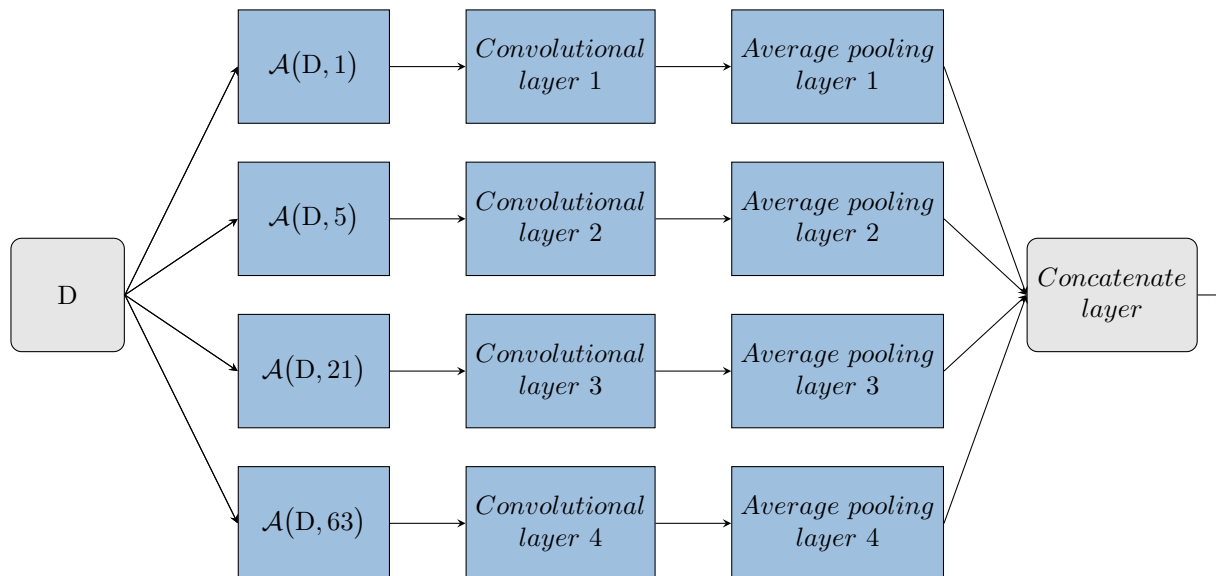 𝒜(D, 1)
Convolutional
layer 1
Average pooling
layer 1
𝒜(D, 5)
Convolutional
layer 2
Average pooling
layer 2
D
Concatenate
layer
𝒜(D, 21)
Convolutional
layer 3
Average pooling
layer 3
𝒜(D, 63)
Convolutional
layer 4
Average pooling
layer 4